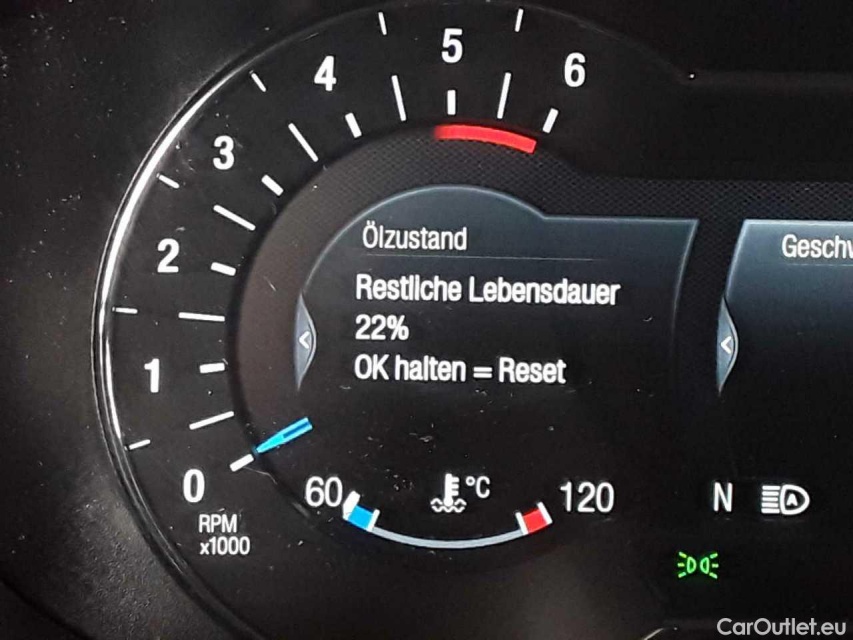 5
4
6
3
2
1
0
RPM
x1000
Ölzustand
Restliche Lebensdauer
22%
OK halten = Reset
Geschw
60
°C
120
N
A
CarOutlet.eu